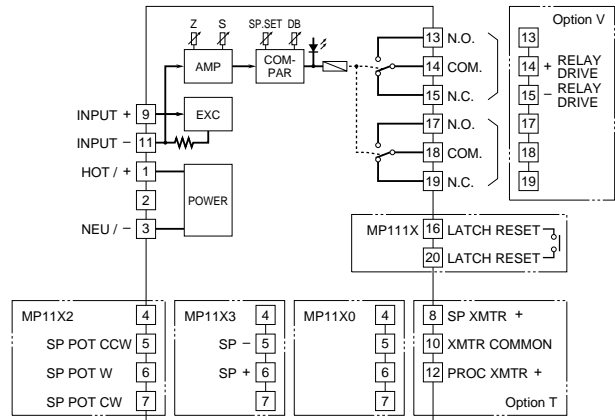 Z S SP.SET DB
AMP
COM-
PAR
EXC
INPUT + 9
INPUT − 11
HOT / + 1
2
NEU / − 3
POWER
13 N.O.
14 COM.
15 N.C.
17 N.O.
18 COM.
19 N.C.
Option V
13
14 + RELAY
DRIVE
15 − RELAY
DRIVE
17
18
19
MP111X
16 LATCH RESET
20 LATCH RESET
MP11X2 4
SP POT CCW 5
SP POT W 6
SP POT CW 7
MP11X3 4
SP − 5
SP + 6
7
MP11X0 4
5
6
7
8 SP XMTR +
10 XMTR COMMON
12 PROC XMTR +
Option T